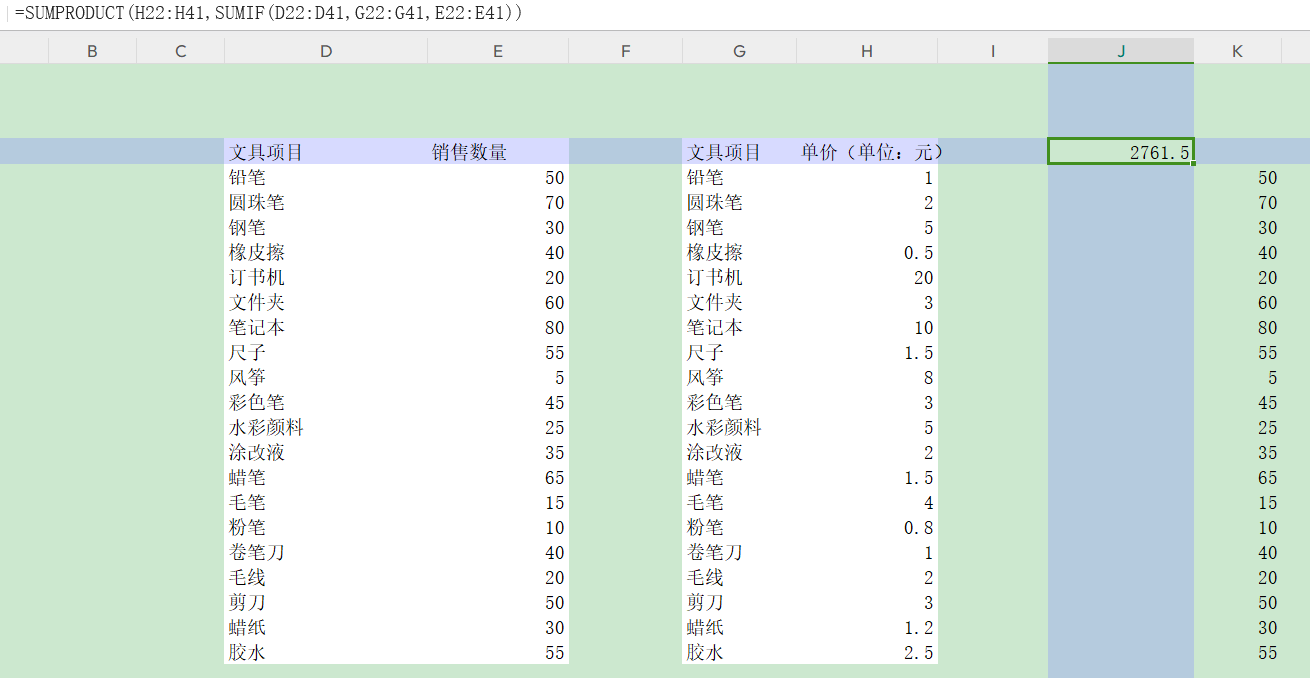 =SUMPRODUCT(H22:H41,SUMIF(D22:D41,G22:G41,E22:E41))
B C D E F G H I J K
文具项目 销售数量 文具项目 单价（单位：元） 2761.5
铅笔 50 铅笔 1 50
圆珠笔 70 圆珠笔 2 70
钢笔 30 钢笔 5 30
橡皮擦 40 橡皮擦 0.5 40
订书机 20 订书机 20 20
文件夹 60 文件夹 3 60
笔记本 80 笔记本 10 80
尺子 55 尺子 1.5 55
风筝 5 风筝 8 5
彩色笔 45 彩色笔 3 45
水彩颜料 25 水彩颜料 5 25
涂改液 35 涂改液 2 35
蜡笔 65 蜡笔 1.5 65
毛笔 15 毛笔 4 15
粉笔 10 粉笔 0.8 10
卷笔刀 40 卷笔刀 1 40
毛线 20 毛线 2 20
剪刀 50 剪刀 3 50
蜡纸 30 蜡纸 1.2 30
胶水 55 胶水 2.5 55